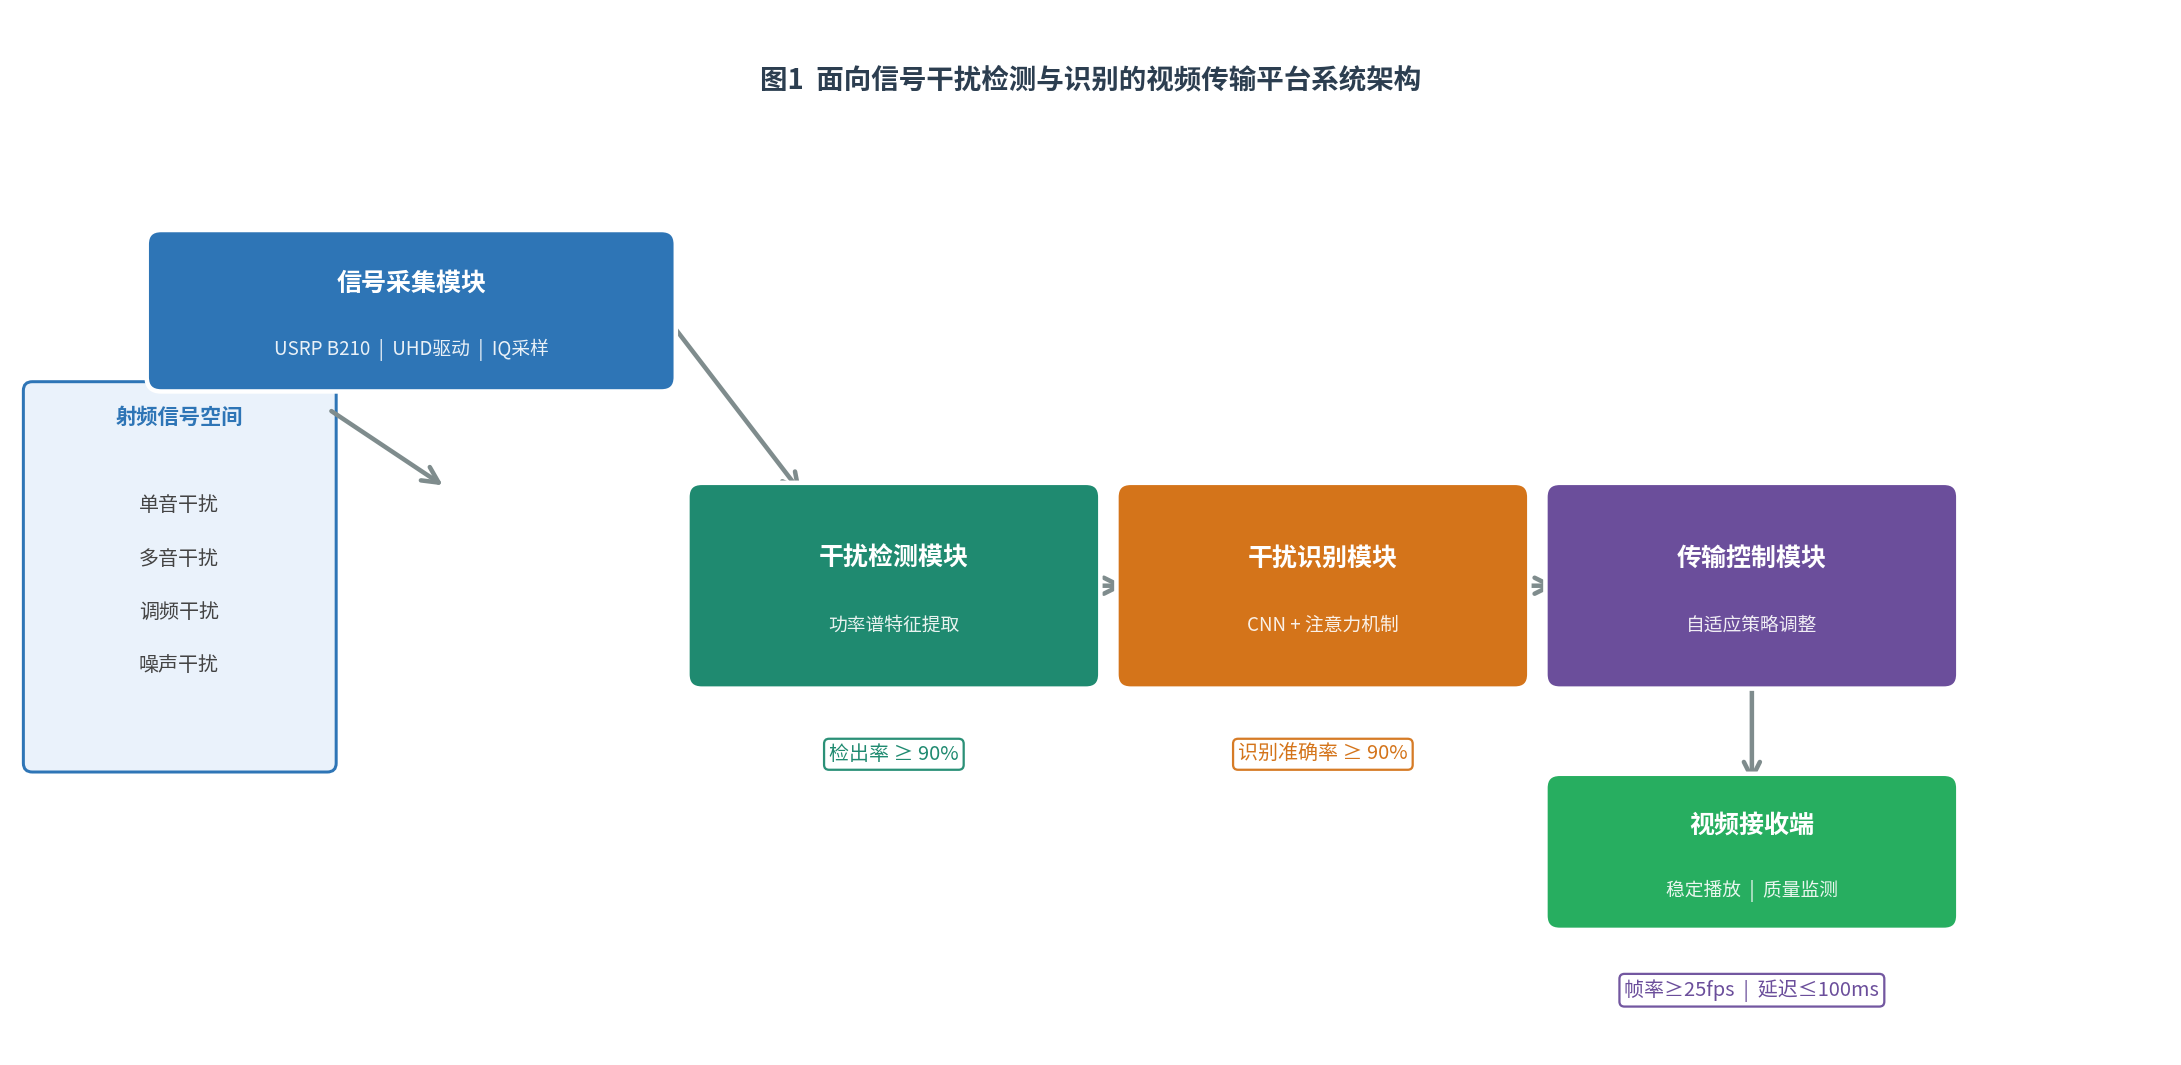 图1 面向信号干扰检测与识别的视频传输平台系统架构
信号采集模块
USRP B210 | UHD驱动 | IQ采样
射频信号空间
单音干扰
多音干扰
调频干扰
噪声干扰
干扰检测模块
功率谱特征提取
检出率 ≥ 90%
干扰识别模块
CNN + 注意力机制
识别准确率 ≥ 90%
传输控制模块
自适应策略调整
视频接收端
稳定播放 | 质量监测
帧率≥25fps | 延迟≤100ms